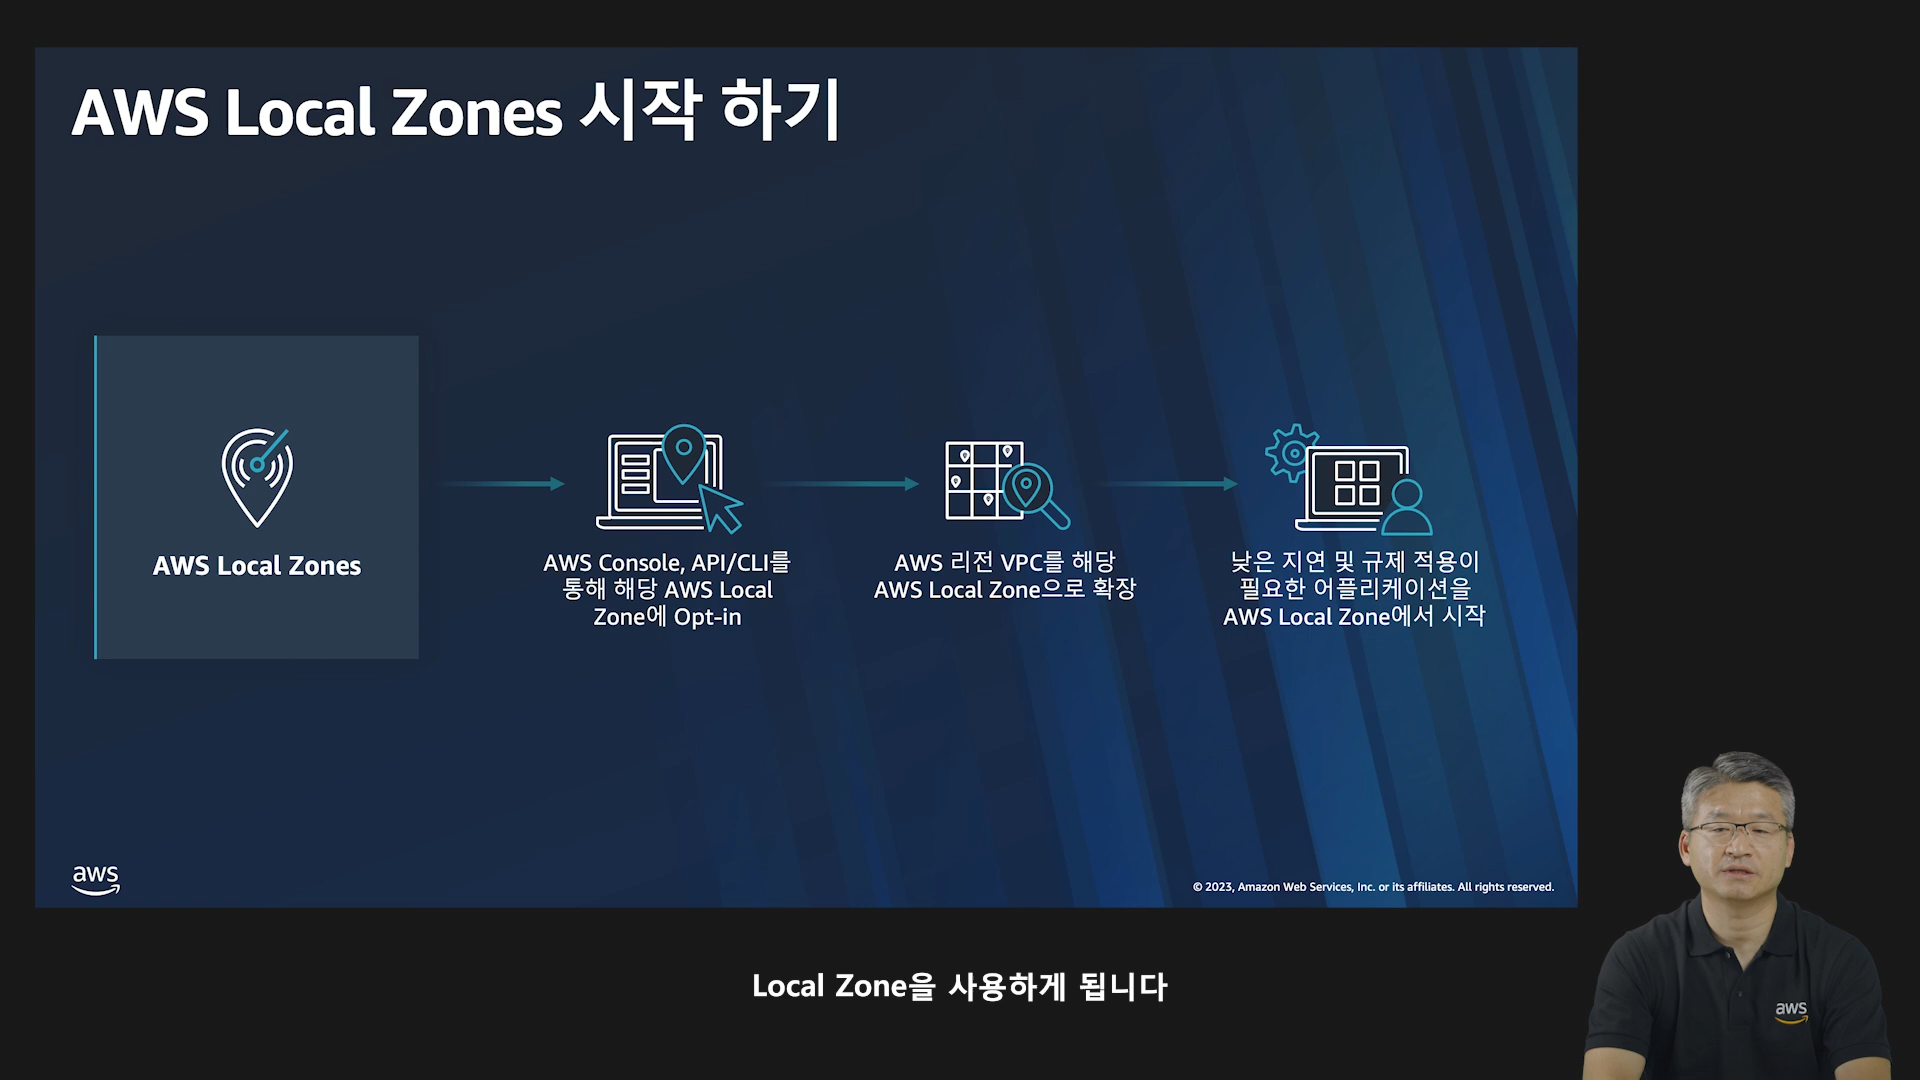 AWS Local Zones 시작 하기
AWS Local Zones
AWS Console, API/CLI를
통해 해당 AWS Local
Zone에 Opt-in
AWS 리전 VPC를 해당
AWS Local Zone으로 확장
낮은 지연 및 규제 적용이
필요한 어플리케이션을
AWS Local Zone에서 시작
aws
© 2023, Amazon Web Services, Inc. or its affiliates. All rights reserved.
aws
Local Zone을 사용하게 됩니다